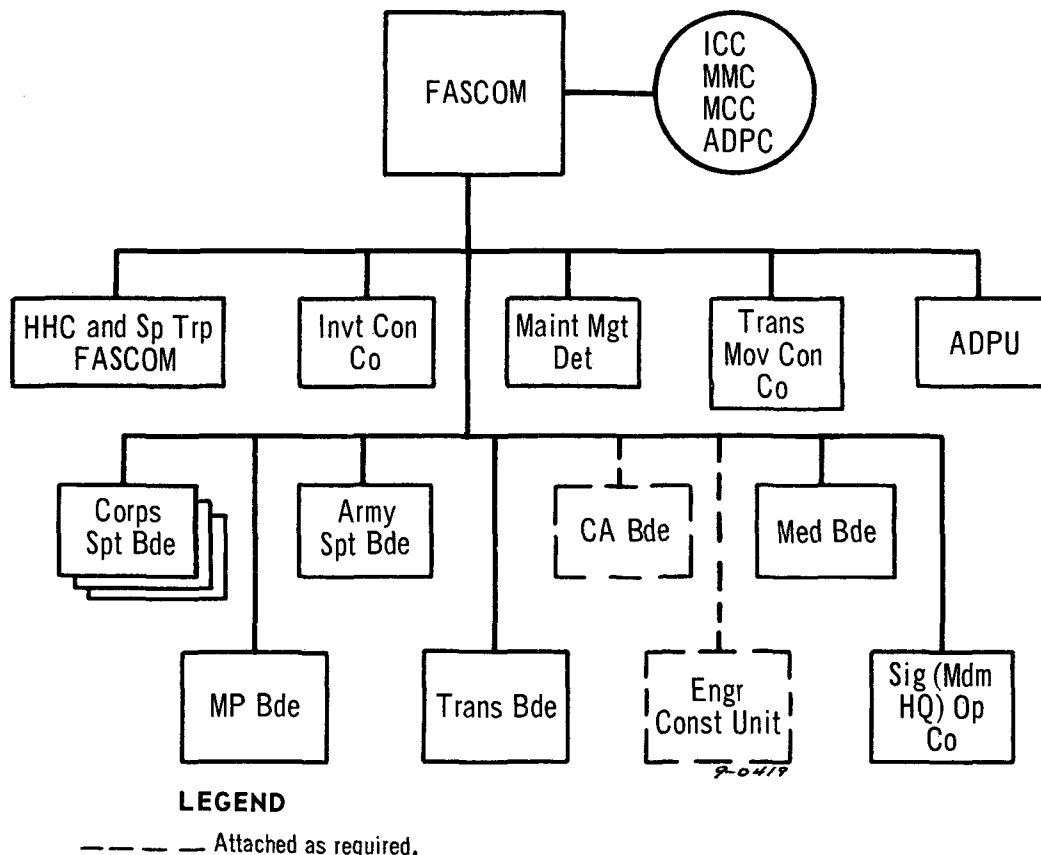 FASCOM
ICC
MMC
MCC
ADPC
HHC and Sp Trp
FASCOM
Invt Con
Co
Maint Mgt
Det
Trans
Mov Con
Co
ADPU
Corps
Spt Bde
Army
Spt Bde
CA Bde
Med Bde
MP Bde
Trans Bde
Engr
Const Unit
Sig (Mdm
HQ) Op
Co
9-0419
LEGEND
Attached as required.